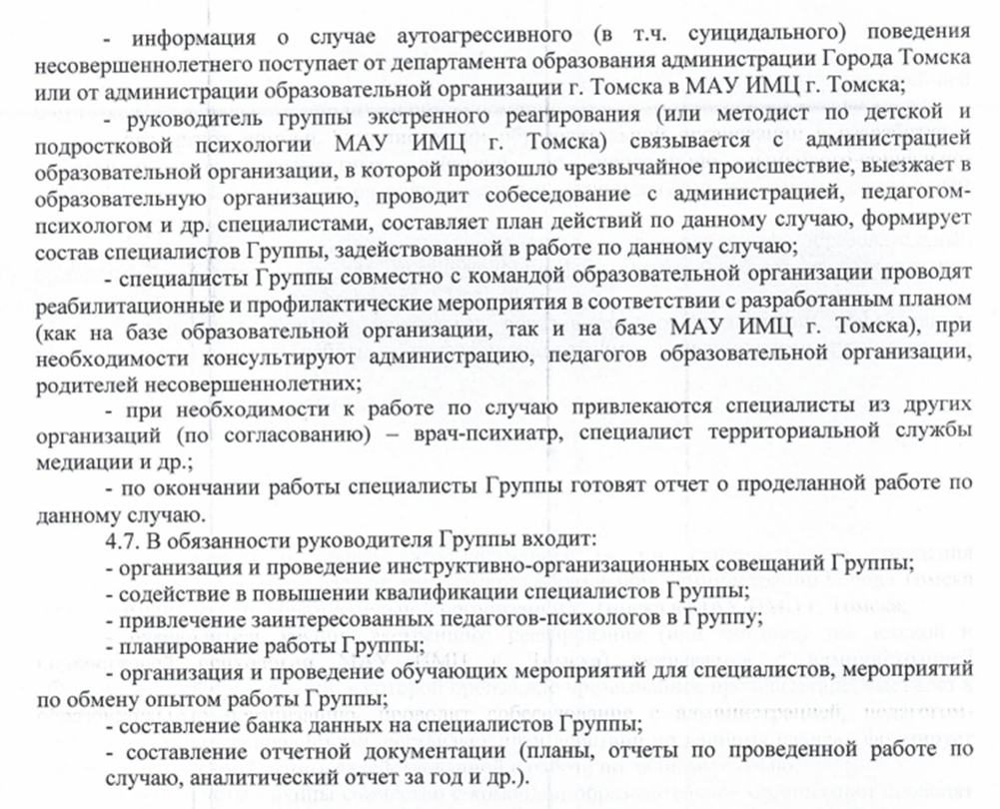 - информация о случае аутоагрессивного (в т.ч. суицидального) поведения
несовершеннолетнего поступает от департамента образования администрации Города Томска
или от администрации образовательной организации г. Томска в МАУ ИМЦ г. Томска;
- руководитель группы экстренного реагирования (или методист по детской и
подростковой психологии МАУ ИМЦ г. Томска) связывается с администрацией
образовательной организации, в которой произошло чрезвычайное происшествие, выезжает в
образовательную организацию, проводит собеседование с администрацией, педагогом-
психологом и др. специалистами, составляет план действий по данному случаю, формирует
состав специалистов Группы, задействованной в работе по данному случаю;
- специалисты Группы совместно с командой образовательной организации проводят
реабилитационные и профилактические мероприятия в соответствии с разработанным планом
(как на базе образовательной организации, так и на базе МАУ ИМЦ г. Томска), при
необходимости консультируют администрацию, педагогов образовательной организации,
родителей несовершеннолетних;
- при необходимости к работе по случаю привлекаются специалисты из других
организаций (по согласованию) – врач-психиатр, специалист территориальной службы
медиации и др.;
- по окончании работы специалисты Группы готовят отчет о проделанной работе по
данному случаю.
4.7. В обязанности руководителя Группы входит:
- организация и проведение инструктивно-организационных совещаний Группы;
- содействие в повышении квалификации специалистов Группы;
- привлечение заинтересованных педагогов-психологов в Группу;
- планирование работы Группы;
- организация и проведение обучающих мероприятий для специалистов, мероприятий
по обмену опытом работы Группы;
- составление банка данных специалистов Группы;
- составление отчетной документации (планы, отчеты по проведенной работе по
случаю, аналитический отчет за год и др.).